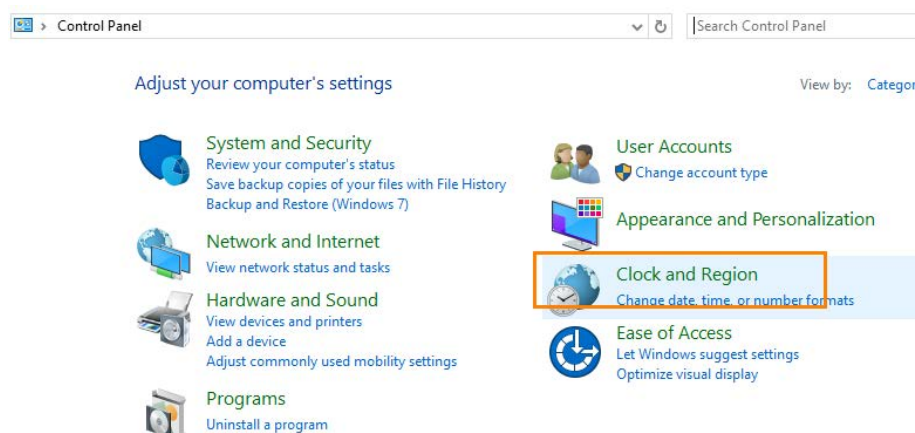 Control Panel
Search Control Panel
Adjust your computer's settings
View by:
System and Security
Review your computer's status
Save backup copies of your files with File History
Backup and Restore (Windows 7)
Network and Internet
View network status and tasks
Hardware and Sound
View devices and printers
Add a device
Adjust commonly used mobility settings
Programs
Uninstall a program
User Accounts
Change account type
Appearance and Personalization
Clock and Region
Change date, time, or number formats
Ease of Access
Let Windows suggest settings
Optimize visual display